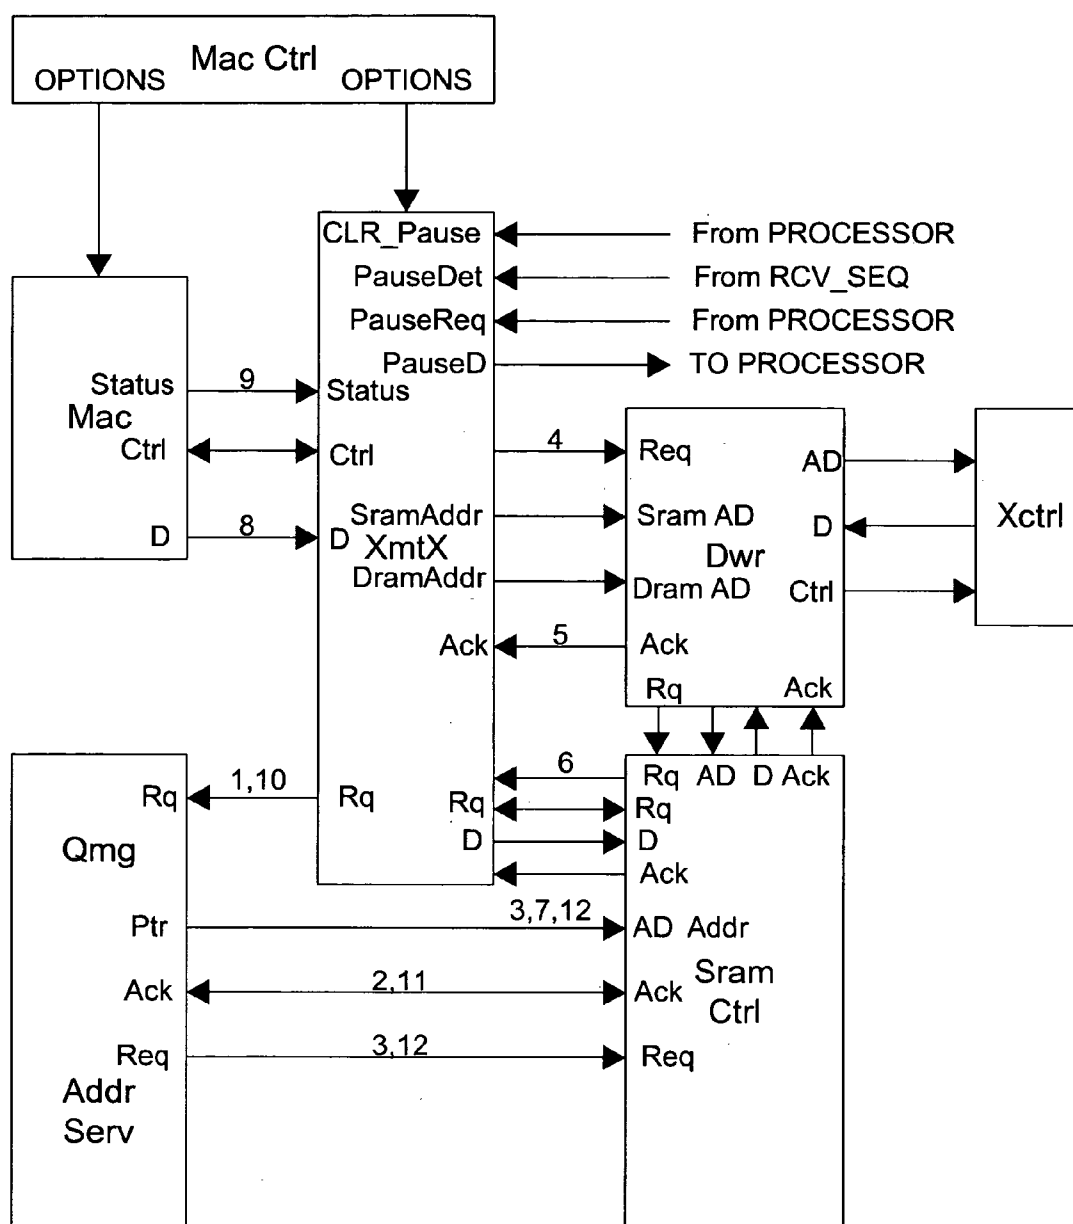 Mac Ctrl
OPTIONS OPTIONS
CLR_Pause From PROCESSOR
PauseDet From RCV_SEQ
PauseReq From PROCESSOR
PauseD TO PROCESSOR
Status 9 Status
Mac
Ctrl Ctrl 4 Req AD
D 8 D SramAddr Sram AD D Xctrl
XmtX Dwr
DramAddr Dram AD Ctrl
Ack 5 Ack
Rq Ack
6 Rq AD D Ack
Rq 1,10 Rq Rq Rq
Qmg D D
Ack
Ptr 3,7,12 AD Addr
Sram
Ack 2,11 Ack
Ctrl
Req 3,12 Req
Addr
Serv